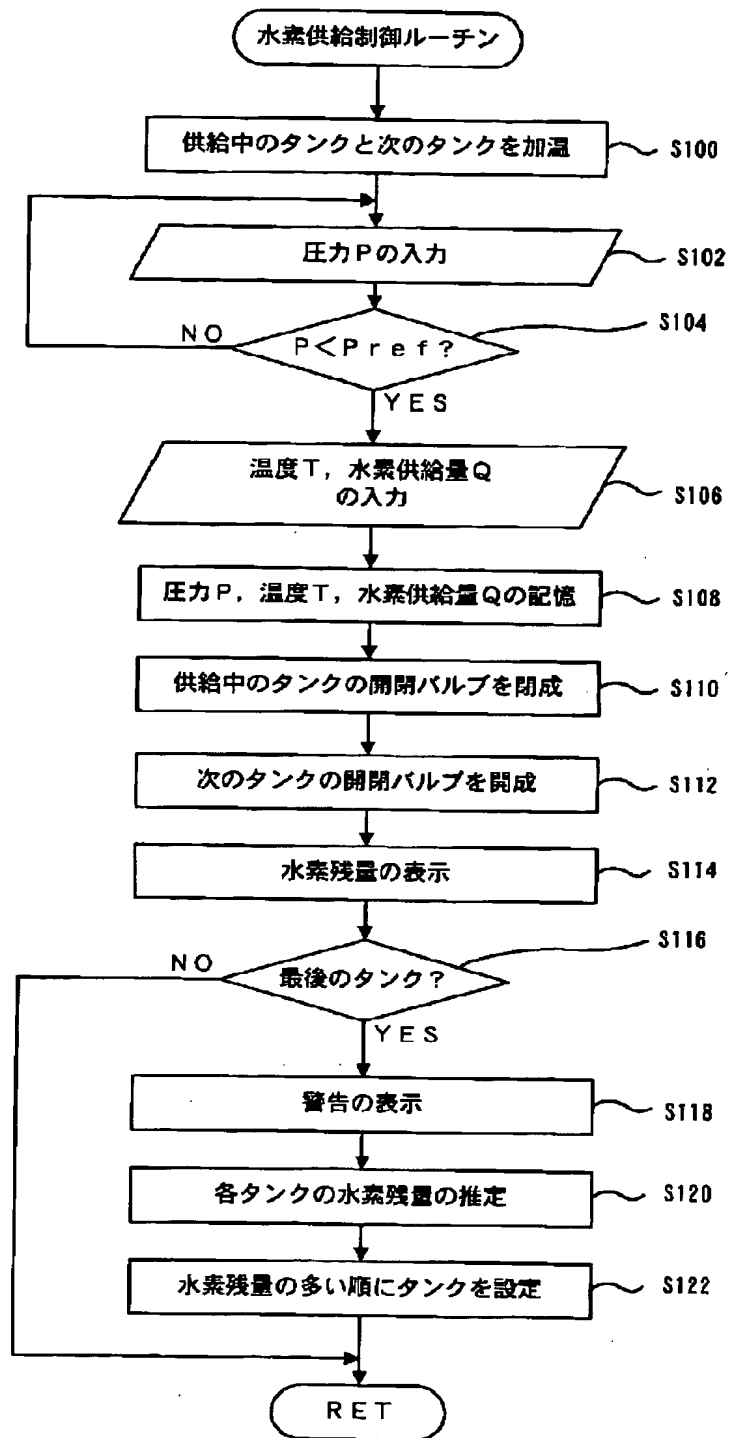 水素供給制御ルーチン
供給中のタンクと次のタンクを加温
S100
圧力Pの入力
S102
S104
NO
P<Pref?
YES
温度T，水素供給量Q
の入力
S106
圧力P，温度T，水素供給量Qの記憶
S108
供給中のタンクの開閉バルブを閉成
S110
次のタンクの開閉バルブを開成
S112
水素残量の表示
S114
S116
NO
最後のタンク？
YES
警告の表示
S118
各タンクの水素残量の推定
S120
水素残量の多い順にタンクを設定
S122
RET